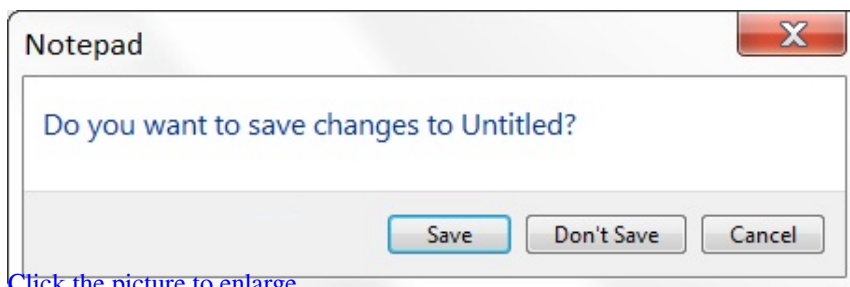 Notepad
X
Do you want to save changes to Untitled?
Save Don't Save Cancel
Click the picture to enlarge